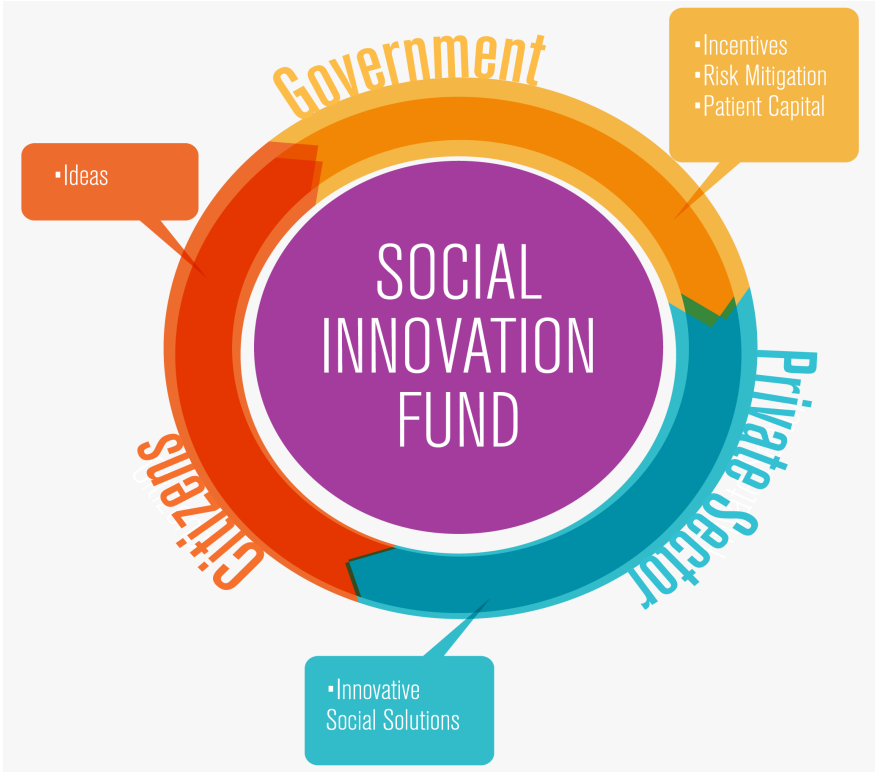 Government
▪Incentives
▪Risk Mitigation
▪Patient Capital
▪Ideas
SOCIAL
INNOVATION
FUND
Private Sector
Citizens
▪Innovative
Social Solutions